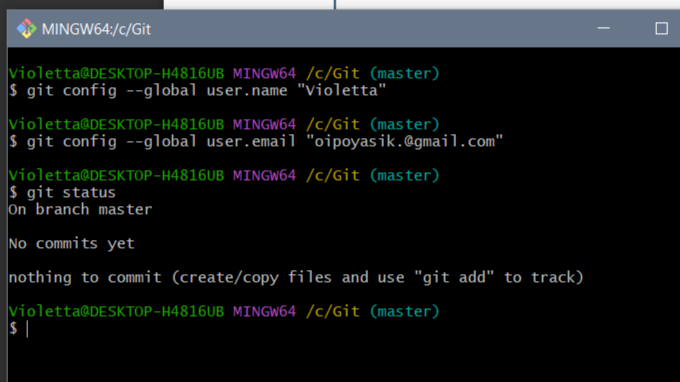 MINGW64:/c/Git
Violetta@DESKTOP-H4816UB MINGW64 /c/Git (master)
$ git config --global user.name "Violetta"
Violetta@DESKTOP-H4816UB MINGW64 /c/Git (master)
$ git config --global user.email "oipoyasik.@gmail.com"
Violetta@DESKTOP-H4816UB MINGW64 /c/Git (master)
$ git status
On branch master
No commits yet
nothing to commit (create/copy files and use "git add" to track)
Violetta@DESKTOP-H4816UB MINGW64 /c/Git (master)
$